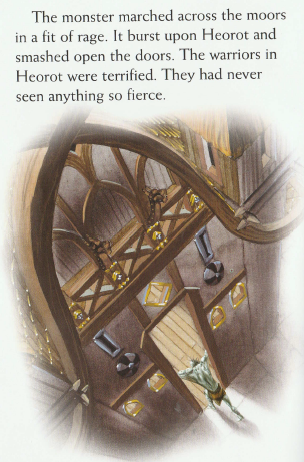 The monster marched across the moors
in a fit of rage. It burst upon Heorot and
smashed open the doors. The warriors in
Heorot were terrified. They had never
seen anything so fierce.